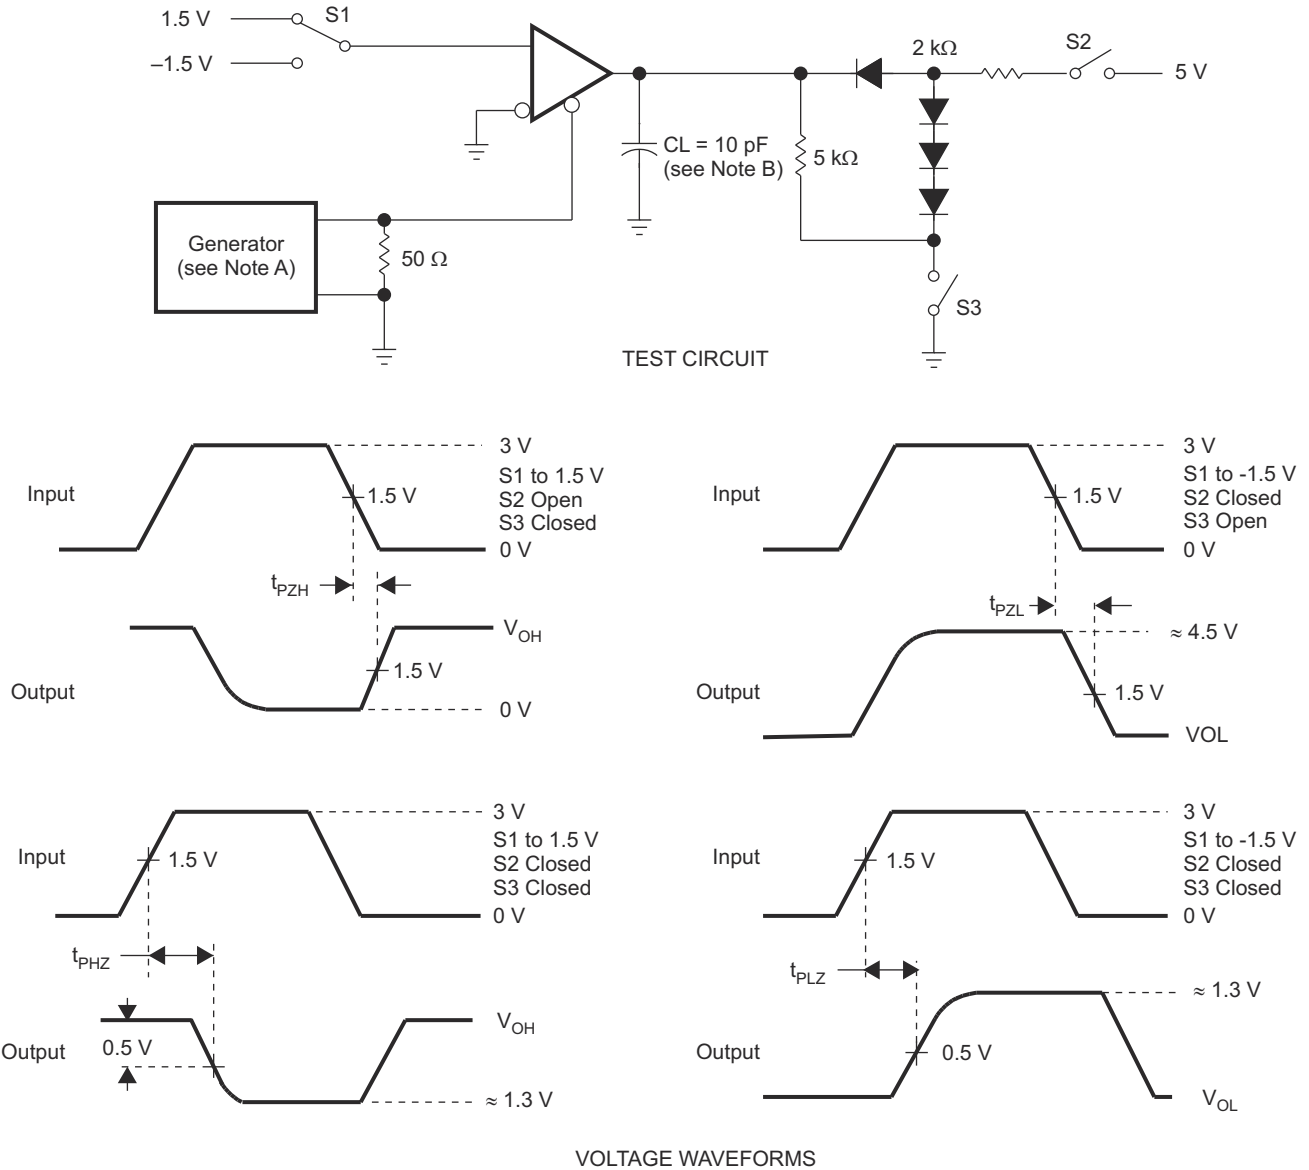 1.5 V
S1
–1.5 V
2 kΩ
S2
5 V
CL = 10 pF
(see Note B)
5 kΩ
Generator
(see Note A)
50 Ω
S3
TEST CIRCUIT
3 V
Input
1.5 V
S1 to 1.5 V
S2 Open
S3 Closed
0 V
tPZH
VOH
1.5 V
Output
0 V
3 V
Input
1.5 V
S1 to -1.5 V
S2 Closed
S3 Open
0 V
tPZL
≈ 4.5 V
Output
1.5 V
VOL
3 V
Input
1.5 V
S1 to 1.5 V
S2 Closed
S3 Closed
0 V
tPHZ
VOH
Output
0.5 V
≈ 1.3 V
3 V
Input
1.5 V
S1 to -1.5 V
S2 Closed
S3 Closed
0 V
tPLZ
≈ 1.3 V
Output
0.5 V
VOL
VOLTAGE WAVEFORMS